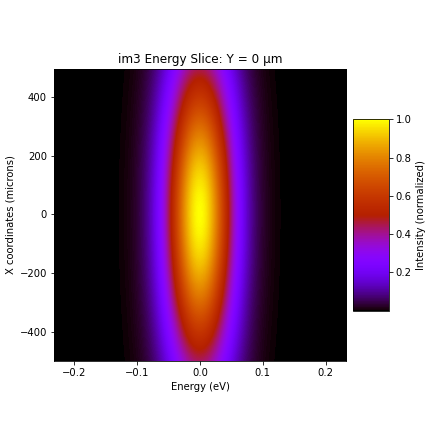 im3 Energy Slice: Y = 0 μm
400
200
0
−200
−400
X coordinates (microns)
−0.2 −0.1 0.0 0.1 0.2
Energy (eV)
1.0
0.8
0.6
0.4
0.2
Intensity (normalized)